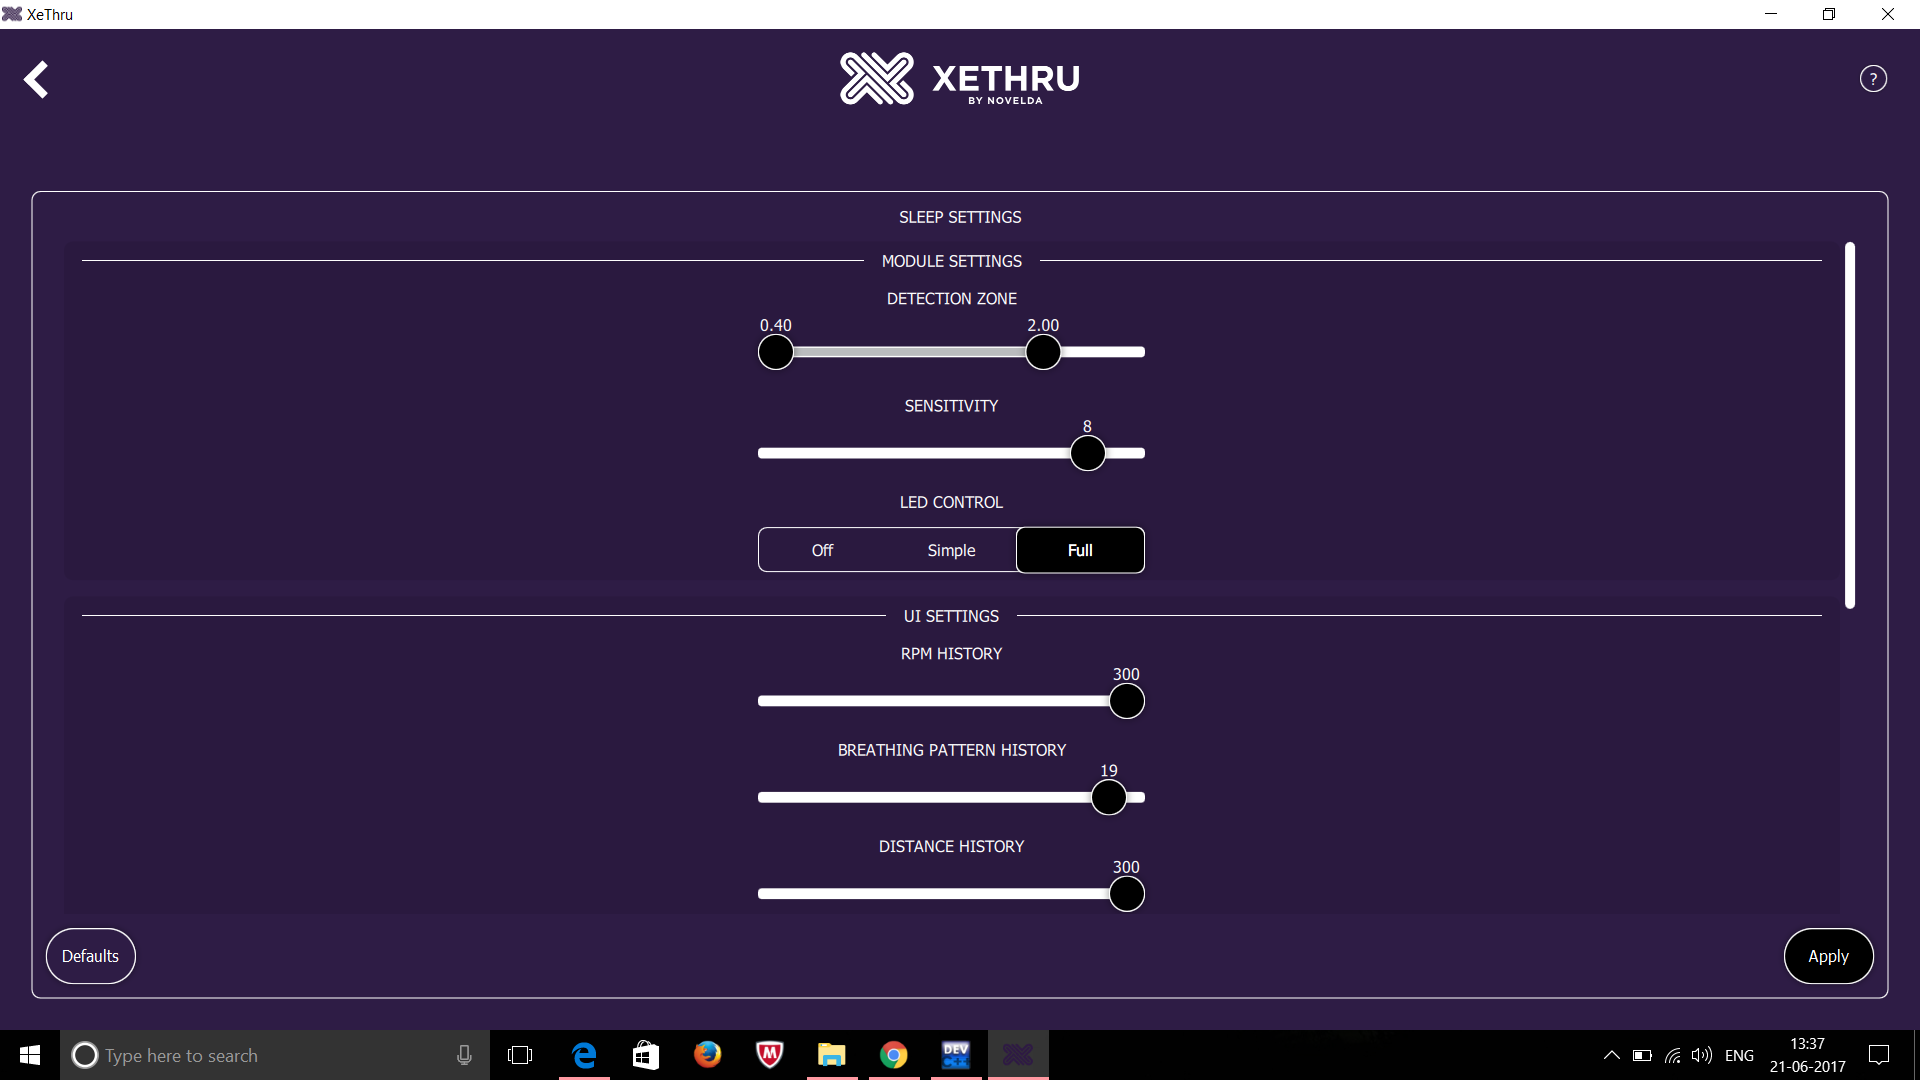 XeThru
XETHRU
BY NOVELDA
?
SLEEP SETTINGS
MODULE SETTINGS
DETECTION ZONE
0.40 2.00
SENSITIVITY
8
LED CONTROL
Off Simple Full
UI SETTINGS
RPM HISTORY
300
BREATHING PATTERN HISTORY
19
DISTANCE HISTORY
300
Defaults Apply
Type here to search
M
DEV
C++
ENG
13:37
21-06-2017